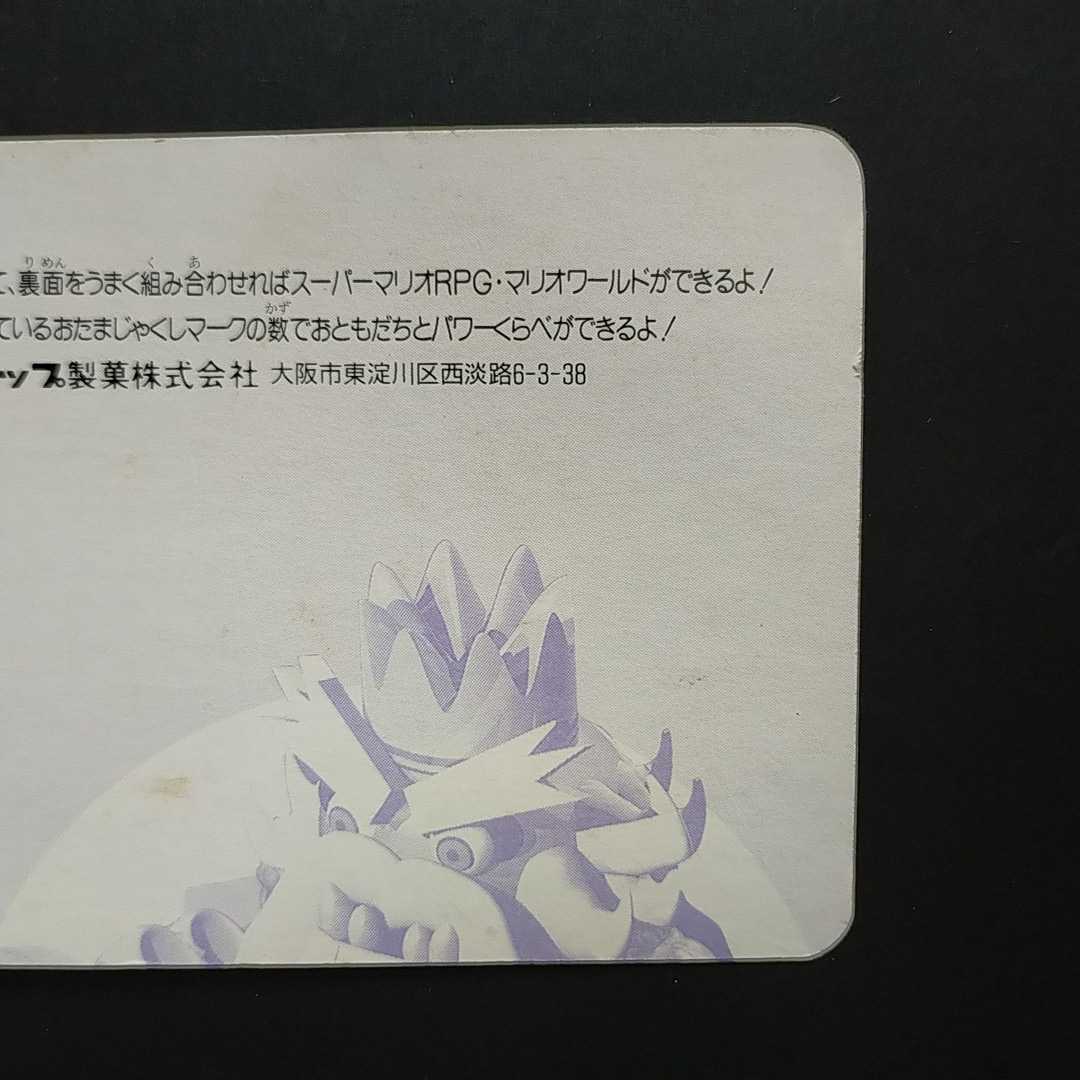 て、裏面をうまく組み合わせればスーパーマリオRPG・マリオワールドができるよ!
ているおたまじゃくしマークの数でおともだちとパワーくらべができるよ!
ップ製菓株式会社 大阪市東淀川区西淡路6-3-38